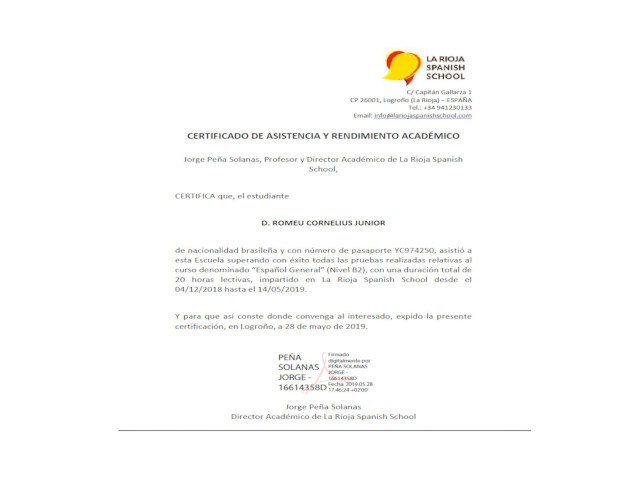 LA RIOJA
SPANISH
SCHOOL
C/ Capitán Gallarza 1
CP 26001, Logroño (La Rioja) – ESPAÑA
Tel.: +34 941230133
Email: info@lariojaspanishschool.com
CERTIFICADO DE ASISTENCIA Y RENDIMIENTO ACADÉMICO
Jorge Peña Solanas, Profesor y Director Académico de La Rioja Spanish
School,
CERTIFICA que, el estudiante
D. ROMEU CORNELIUS JUNIOR
de nacionalidad brasileña y con número de pasaporte YC974250, asistió a
esta Escuela superando con éxito todas las pruebas realizadas relativas al
curso denominado “Español General” (Nivel B2), con una duración total de
20 horas lectivas, impartido en La Rioja Spanish School desde el
04/12/2018 hasta el 14/05/2019.
Y para que así conste donde convenga al interesado, expido la presente
certificación, en Logroño, a 28 de mayo de 2019.
PEÑA
SOLANAS
JORGE -
16614358D
Firmado
digitalmente por
PEÑA SOLANAS
JORGE -
16614358D
Fecha: 2019.05.28
17:46:24 +02'00'
Jorge Peña Solanas
Director Académico de La Rioja Spanish School